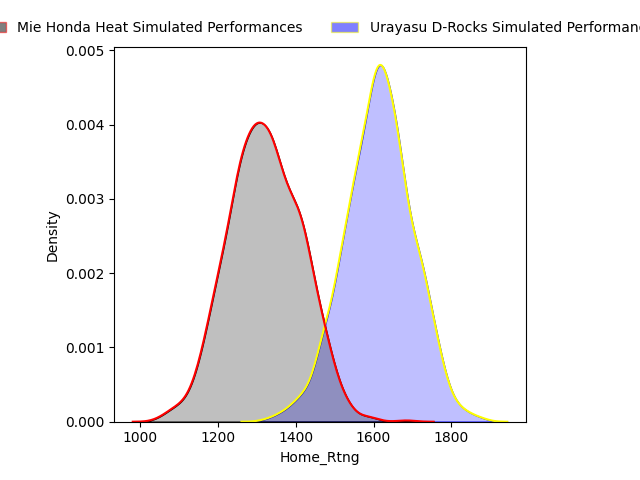 Mie Honda Heat Simulated Performances
Urayasu D-Rocks Simulated
0.005
0.004
0.003
0.002
0.001
0.000
Density
1000 1200 1400 1600 1800
Home_Rtng